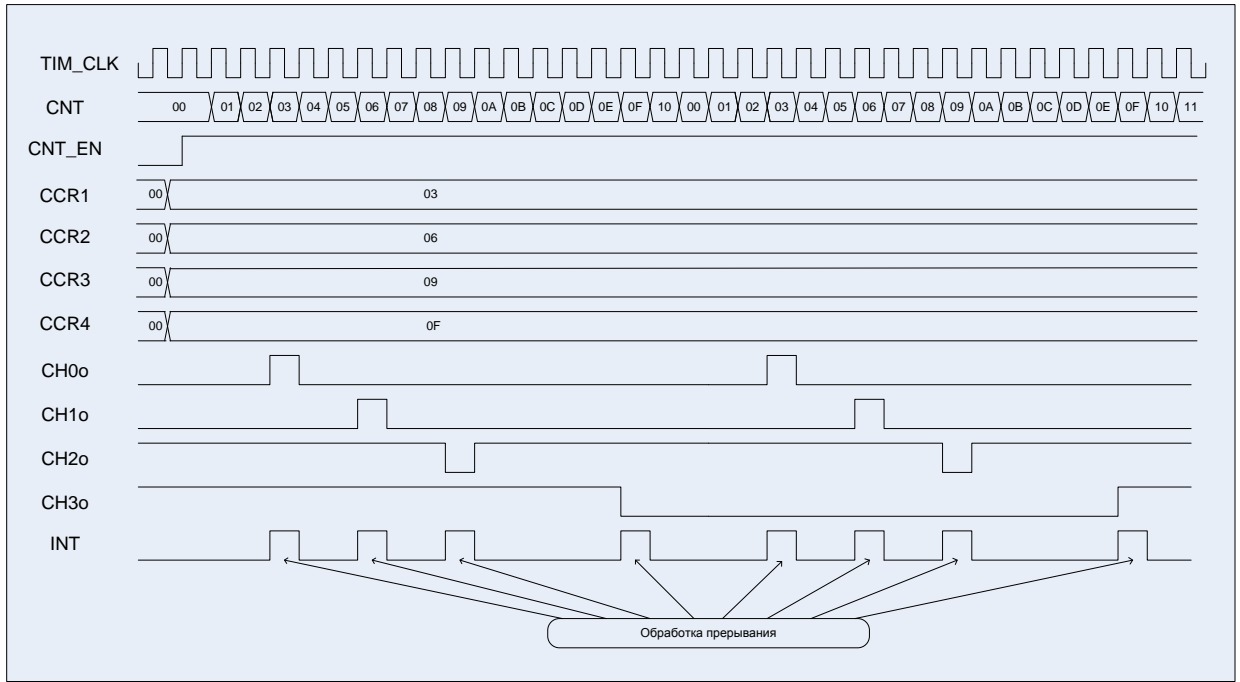 TIM_CLK
CNT 00 01 02 03 04 05 06 07 08 09 0A 0B 0C 0D 0E 0F 10 00 01 02 03 04 05 06 07 08 09 0A 0B 0C 0D 0E 0F 10 11
CNT_EN
CCR1 00 03
CCR2 00 06
CCR3 00 09
CCR4 00 0F
CH0o
CH1o
CH2o
CH3o
INT
Обработка прерывания